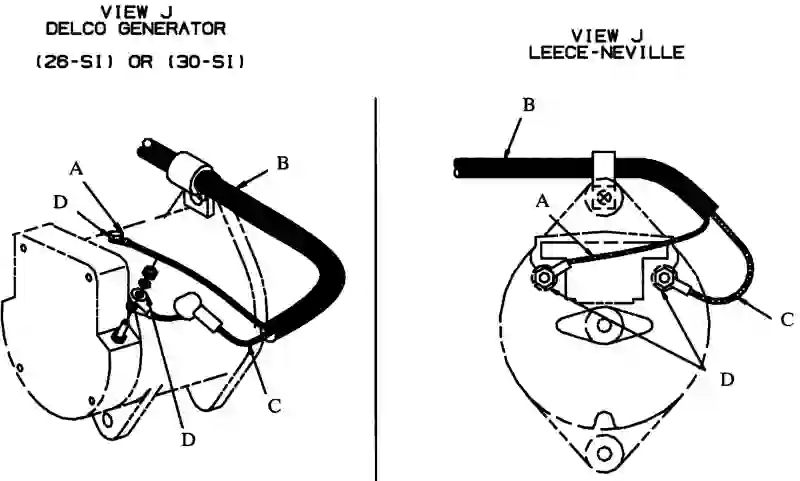 VIEW J
DELCO GENERATOR
(26-SI) OR (30-SI)
B
A
D
C
D
VIEW J
LEECE-NEVILLE
B
A
C
D